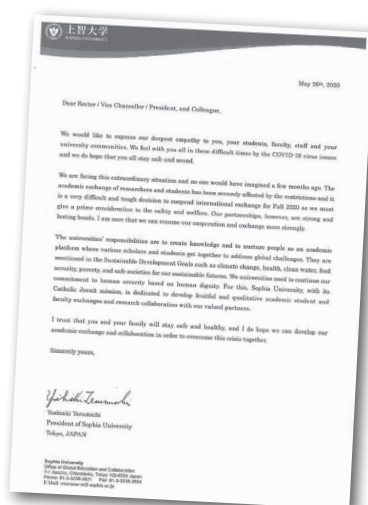 上智大学
SOPHIA UNIVERSITY
May 26th, 2020
Dear Rector / Vice Chancellor / President, and Colleague,
We would like to express our deepest empathy to you, your students, faculty, staff and your
university communities. We feel with you all in these difficult times by the COVID-19 virus issues
and we do hope that you all stay safe and sound.
We are facing this extraordinary situation and no one would have imagined a few months ago. The
academic exchange of researchers and students has been severely affected by the restrictions and it
is a very difficult and tough decision to suspend international exchange for Fall 2020 as we must
give a prime consideration to the safety and welfare. Our partnerships, however, are strong and
lasting bonds. I am sure that we can resume our cooperation and exchange more strongly.
The universities' responsibilities are to create knowledge and to nurture people as an academic
platform where various scholars and students get together to address global challenges. They are
mentioned in the Sustainable Development Goals such as climate change, health, clean water, food
security, poverty, and safe societies for our sustainable futures. We universities need to continue our
commitment to human security based on human dignity. For this, Sophia University, with its
Catholic Jesuit mission, is dedicated to develop fruitful and qualitative academic student and
faculty exchanges and research collaboration with our valued partners.
I trust that you and your family will stay safe and healthy, and I do hope we can develop our
academic exchange and collaboration in order to overcome this crisis together.
Sincerely yours,
Yoshiaki Terumichi
Yoshiaki Terumichi
President of Sophia University
Tokyo, JAPAN
Sophia University
Office of Global Education and Collaboration
7-1 Kioicho, Chiyoda-ku, Tokyo 102-8554 Japan